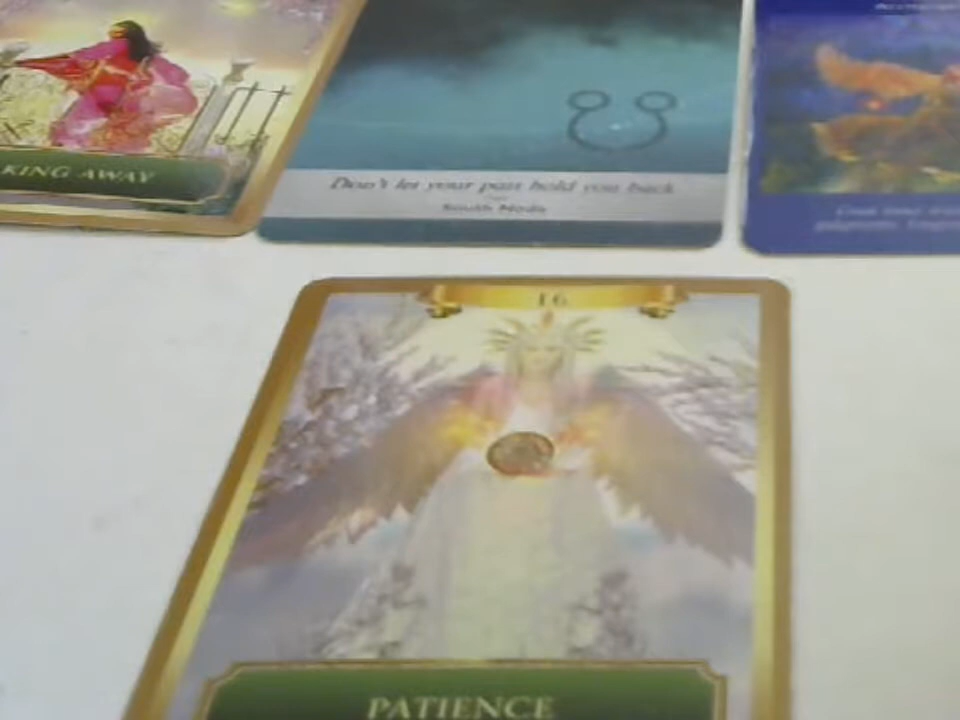 KING AWAY
Don't let your past hold you back
South Node
16
PATIENCE